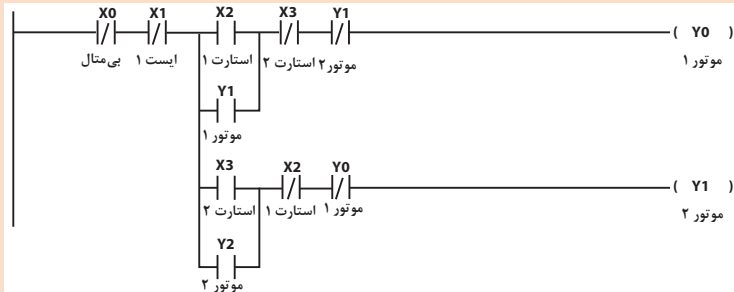 X0 X1 X2 X3 Y1 ( Y0 )
بی‌متال ایست ۱ استارت ۱ استارت ۲ موتور۲ موتور ۱
Y1
موتور ۱
X3 X2 Y0 ( Y1 )
استارت ۲ استارت ۱ موتور ۱ موتور ۲
Y2
موتور ۲